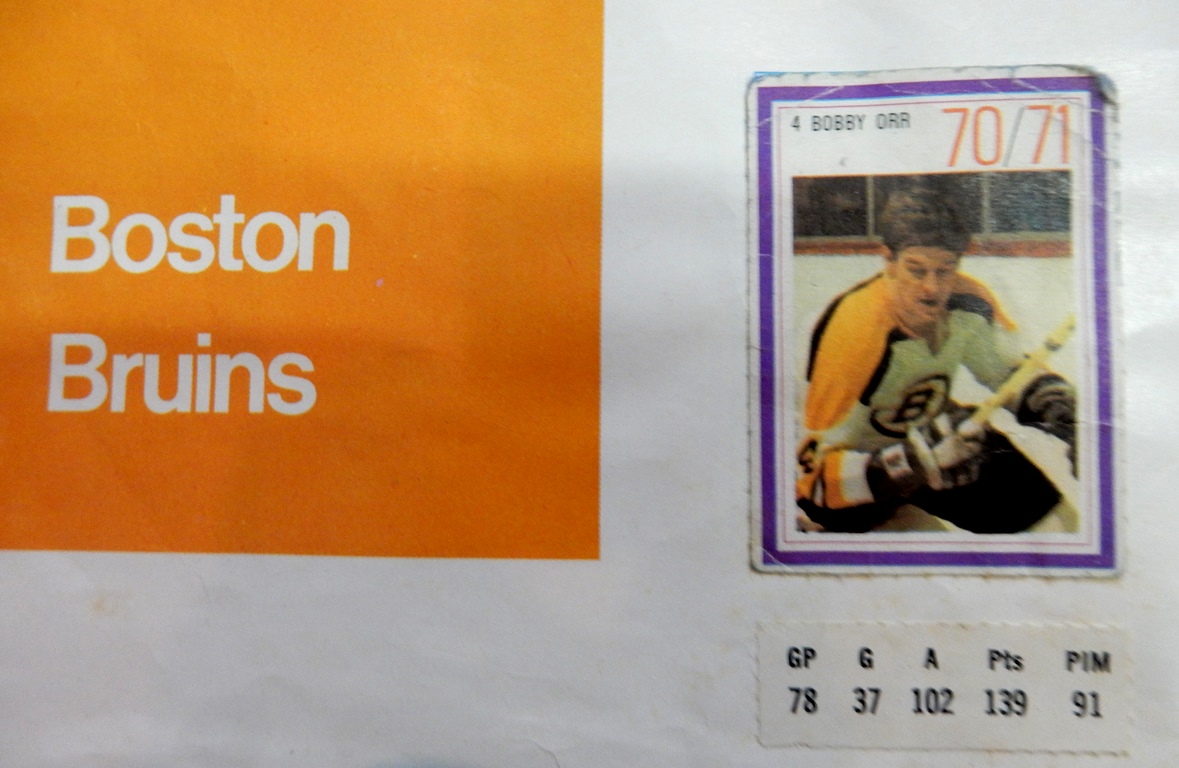 Boston
Bruins
4 BOBBY ORR
70/71
B
GP G A Pts PIM
78 37 102 139 91